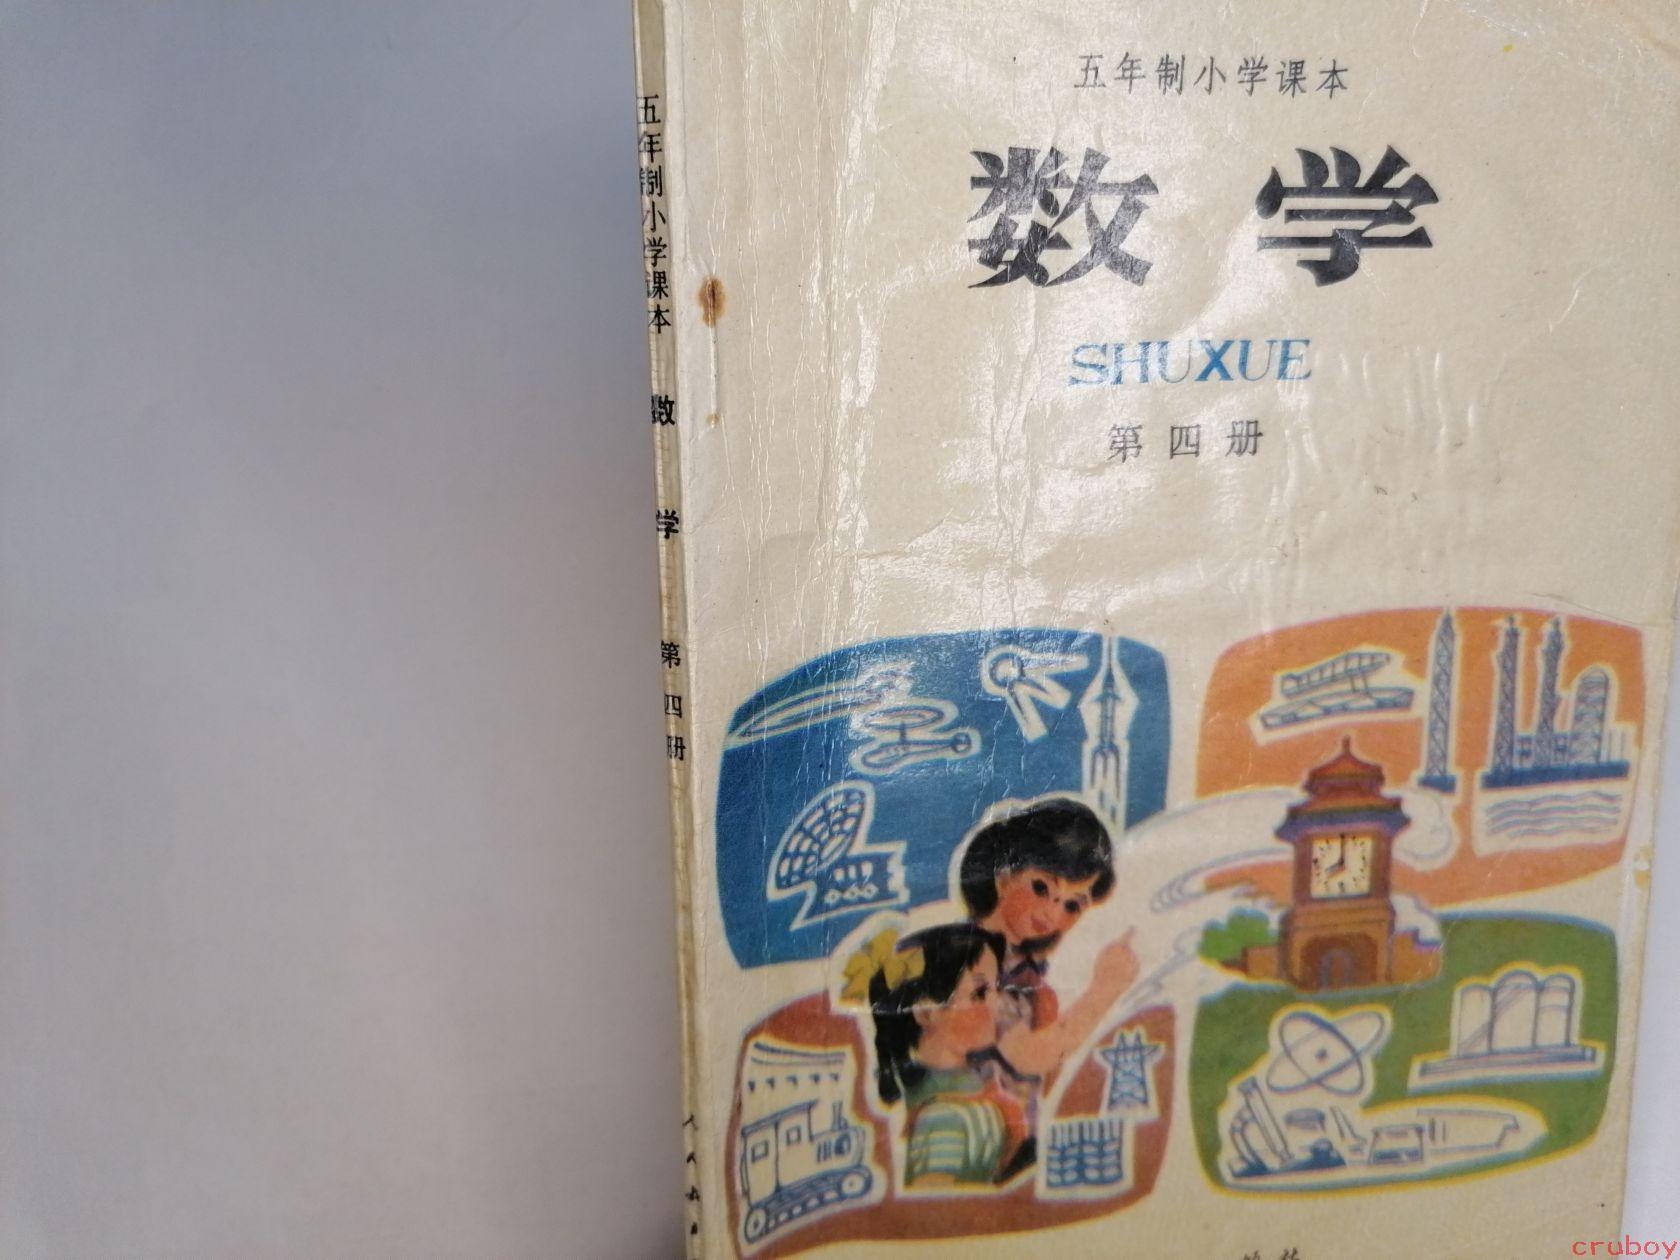 五年制小学课本
数学
SHUXUE
第四册
五年制小学课本 数学 第四册
cruboy